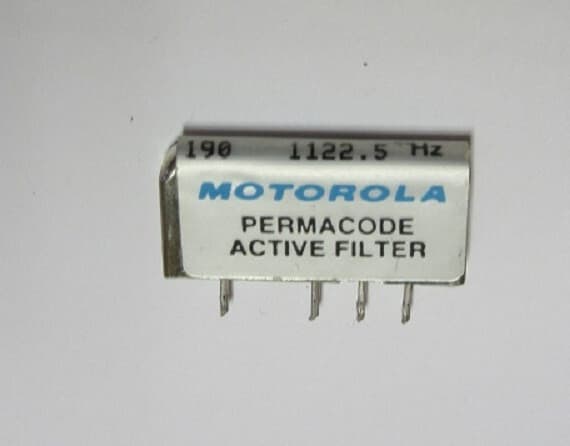 190 1122.5 Hz
MOTOROLA
PERMACODE
ACTIVE FILTER